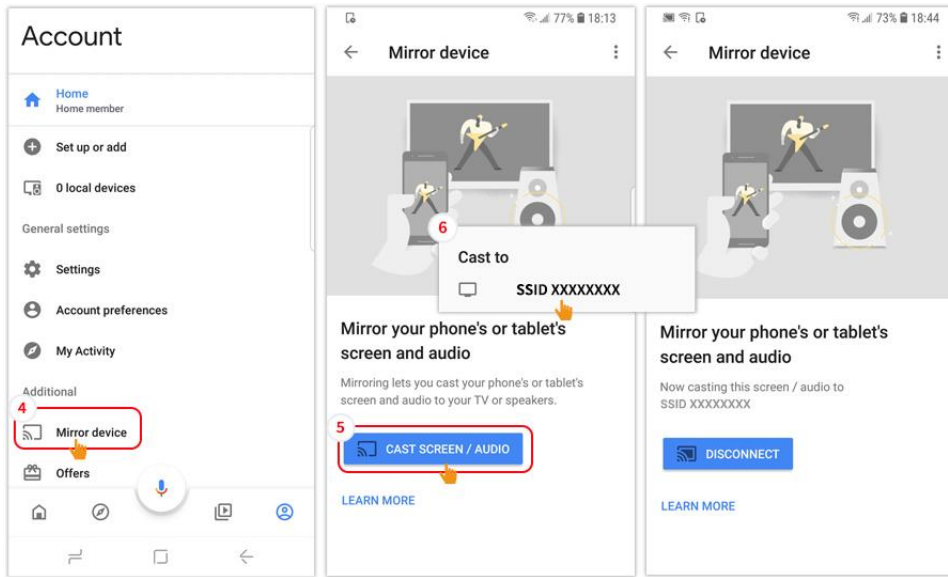 Account
Home
Home member
Set up or add
0 local devices
General settings
Settings
Account preferences
My Activity
Additional
4
Mirror device
Offers
77% 18:13
Mirror device
6
Cast to
SSID XXXXXXXX
Mirror your phone's or tablet's
screen and audio
Mirroring lets you cast your phone's or tablet's
screen and audio to your TV or speakers.
5
CAST SCREEN / AUDIO
LEARN MORE
73% 18:44
Mirror device
Mirror your phone's or tablet's
screen and audio
Now casting this screen / audio to
SSID XXXXXXXX
DISCONNECT
LEARN MORE